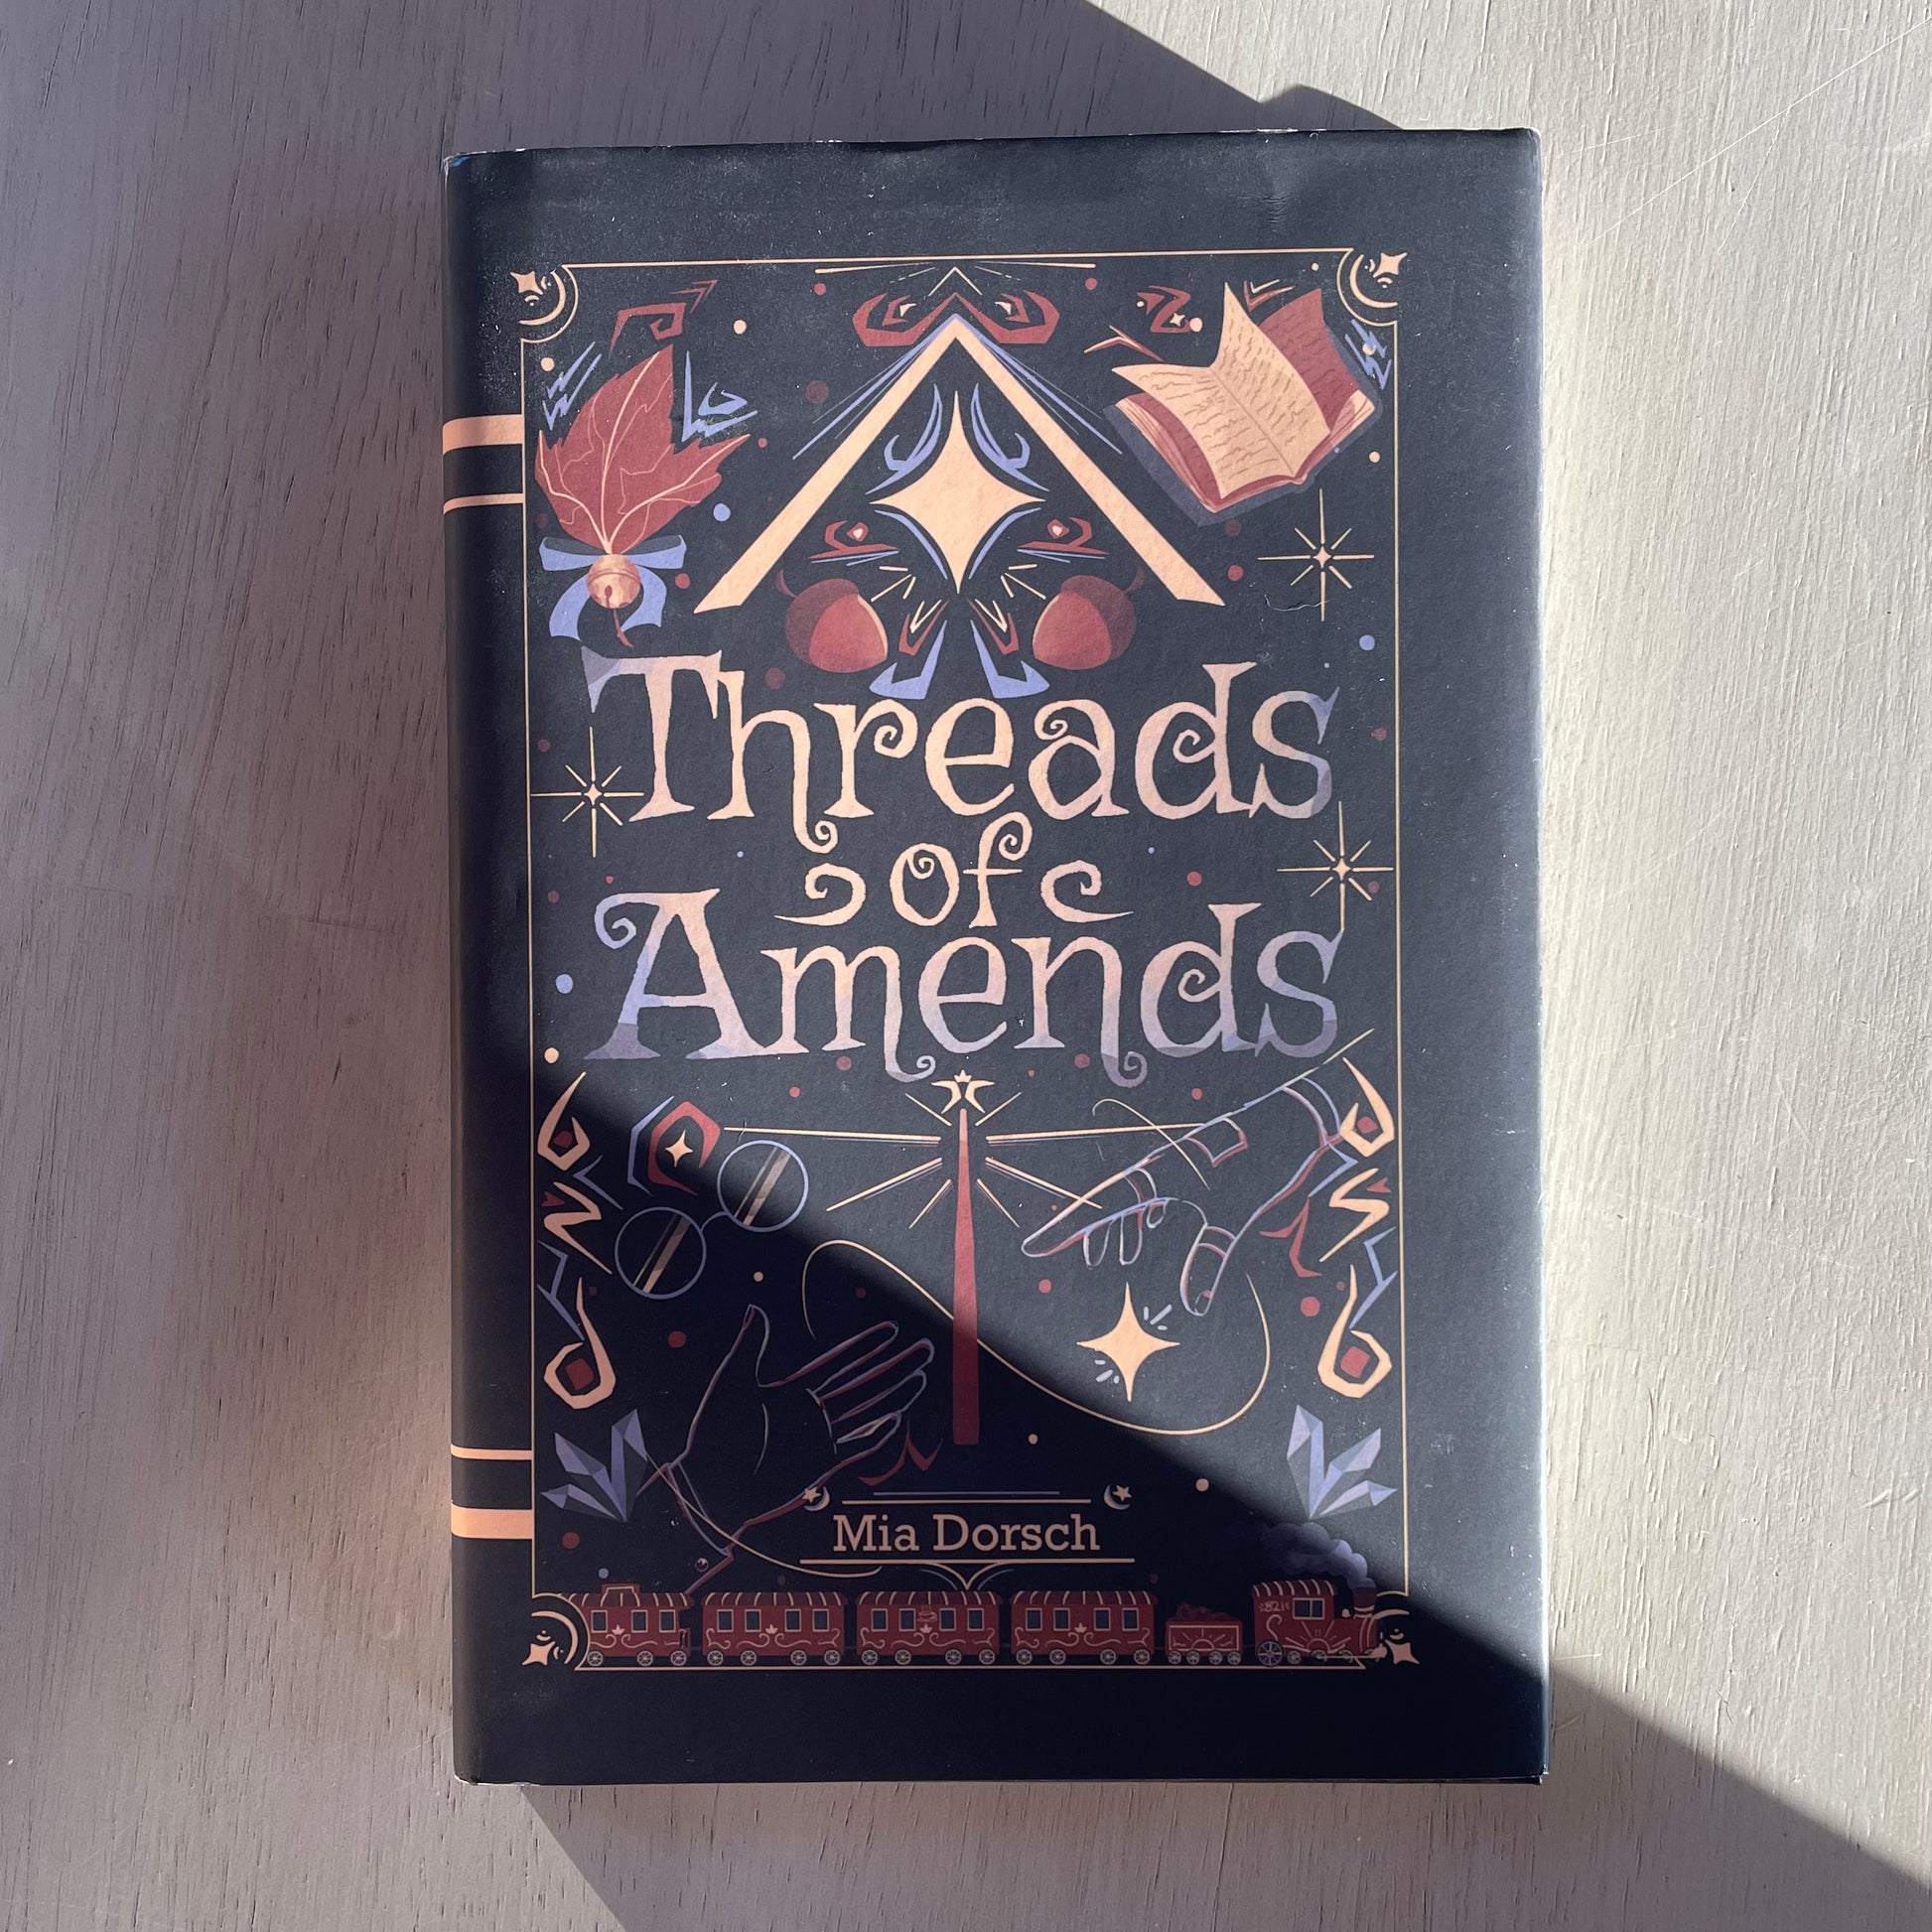 Threads
of
Amends
Mia Dorsch